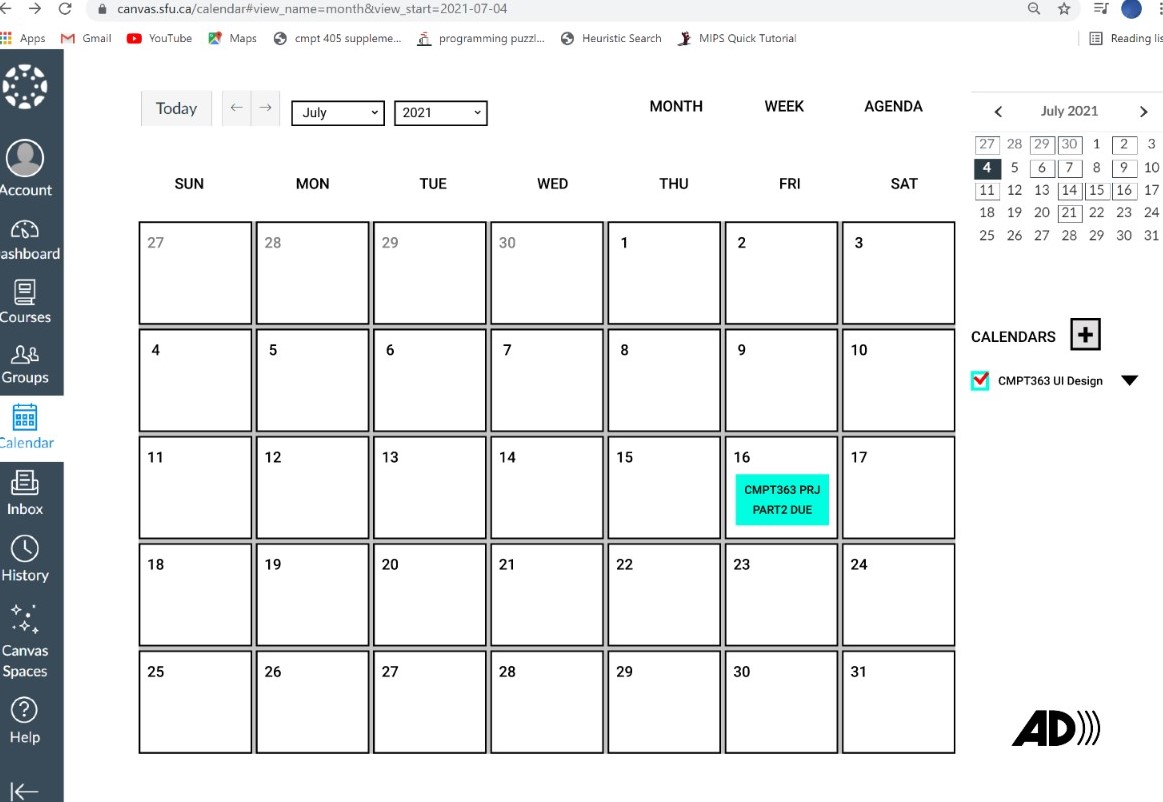 canvas.sfu.ca/calendar#view_name=month&view_start=2021-07-04
Apps Gmail YouTube Maps cmpt 405 suppleme... programming puzzl... Heuristic Search MIPS Quick Tutorial Reading lis
Account
ashboard
Courses
Groups
Calendar
Inbox
History
Canvas
Spaces
Help
Today ← → July 2021 MONTH WEEK AGENDA
SUN MON TUE WED THU FRI SAT
27 28 29 30 1 2 3
4 5 6 7 8 9 10
11 12 13 14 15 16 17
CMPT363 PRJ
PART2 DUE
18 19 20 21 22 23 24
25 26 27 28 29 30 31
July 2021
27 28 29 30 1 2 3
4 5 6 7 8 9 10
11 12 13 14 15 16 17
18 19 20 21 22 23 24
25 26 27 28 29 30 31
CALENDARS +
CMPT363 UI Design
AD